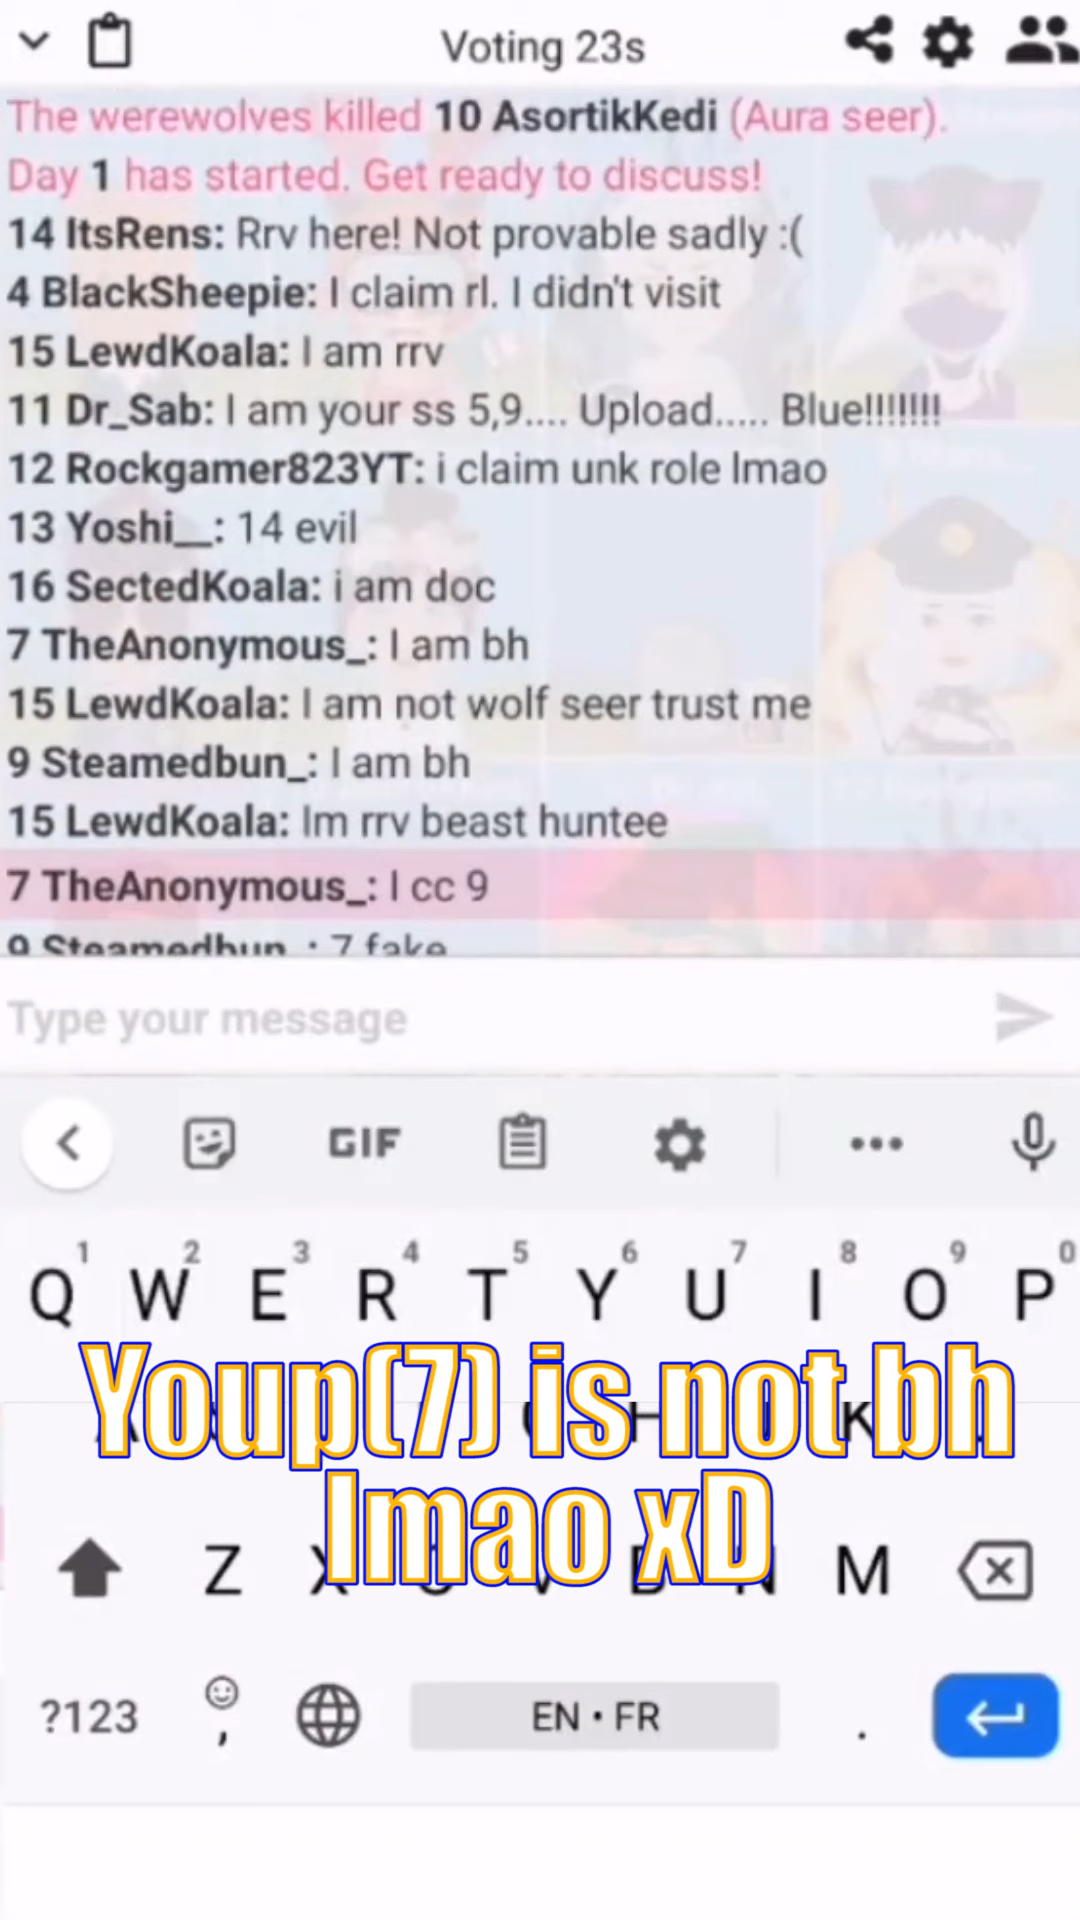 Voting 23s
The werewolves killed 10 AsortikKedi (Aura seer).
Day 1 has started. Get ready to discuss!
14 ItsRens: Rrv here! Not provable sadly :(
4 BlackSheepie: I claim rl. I didn't visit
15 LewdKoala: I am rrv
11 Dr_Sab: I am your ss 5,9.... Upload..... Blue!!!!!!!
12 Rockgamer823YT: i claim unk role lmao
13 Yoshi__: 14 evil
16 SectedKoala: i am doc
7 TheAnonymous_: I am bh
15 LewdKoala: I am not wolf seer trust me
9 Steamedbun_: I am bh
15 LewdKoala: Im rrv beast huntee
7 TheAnonymous_: I cc 9
9 Steamedbun_: 7 fake
Type your message
GIF
1 2 3 4 5 6 7 8 9 0
Q W E R T Y U I O P
Youp(7) is not bh
lmao xD
Z X C V B N M
?123 , EN • FR .